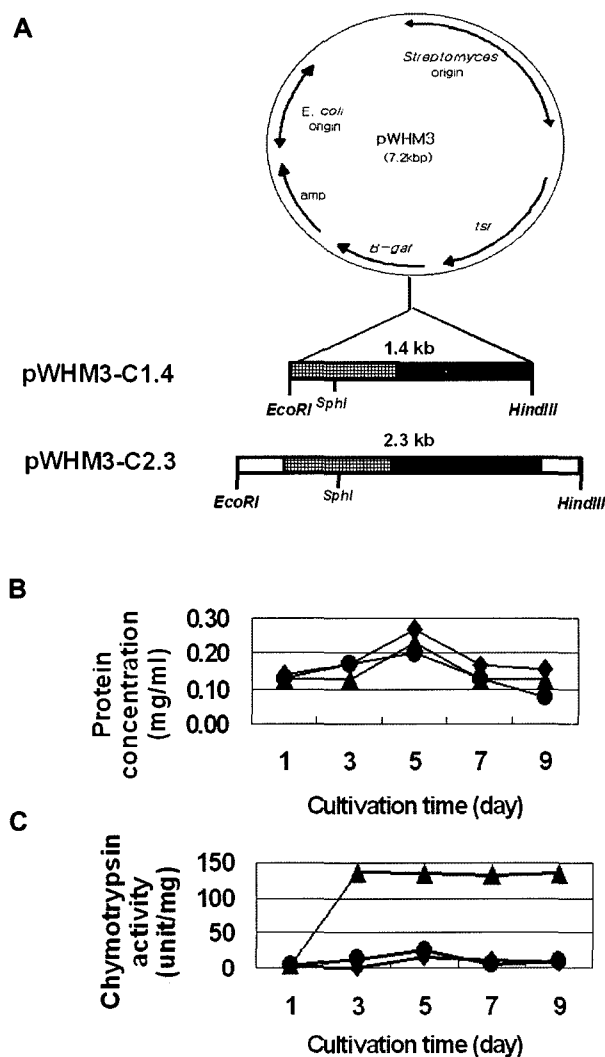 A
Streptomyces
origin
E. coli
origin
pWHM3
(7.2kbp)
amp
tsr
B-gal
1.4 kb
pWHM3-C1.4
EcoRI SphI HindIII
2.3 kb
pWHM3-C2.3
EcoRI SphI HindIII
B
Protein
concentration
(mg/ml)
0.30
0.20
0.10
0.00
1 3 5 7 9
Cultivation time (day)
C
Chymotrypsin
activity
(unit/mg)
150
100
50
0
1 3 5 7 9
Cultivation time (day)